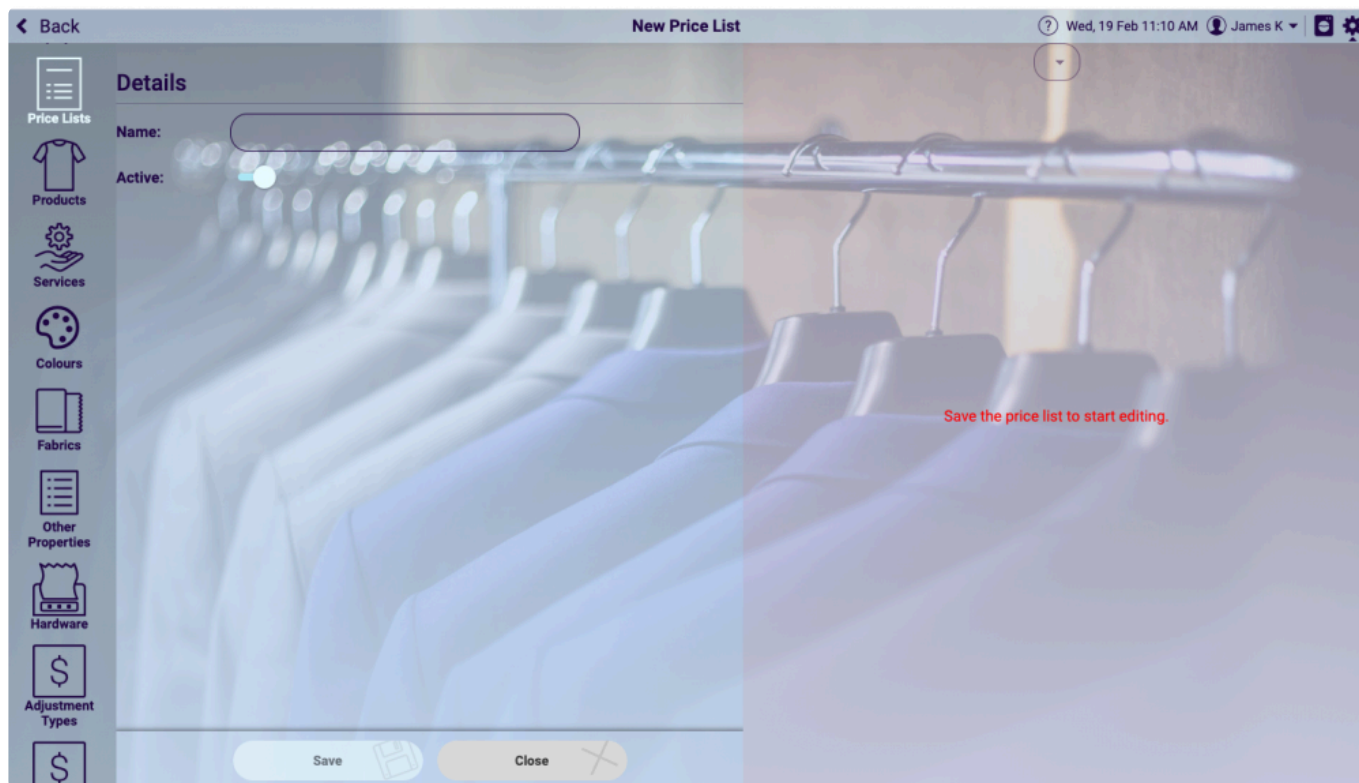 Back
New Price List
? Wed, 19 Feb 11:10 AM James K
Price Lists
Products
Services
Colours
Fabrics
Other
Properties
Hardware
$
Adjustment
Types
$
Details
Name:
Active:
Save the price list to start editing.
Save
Close